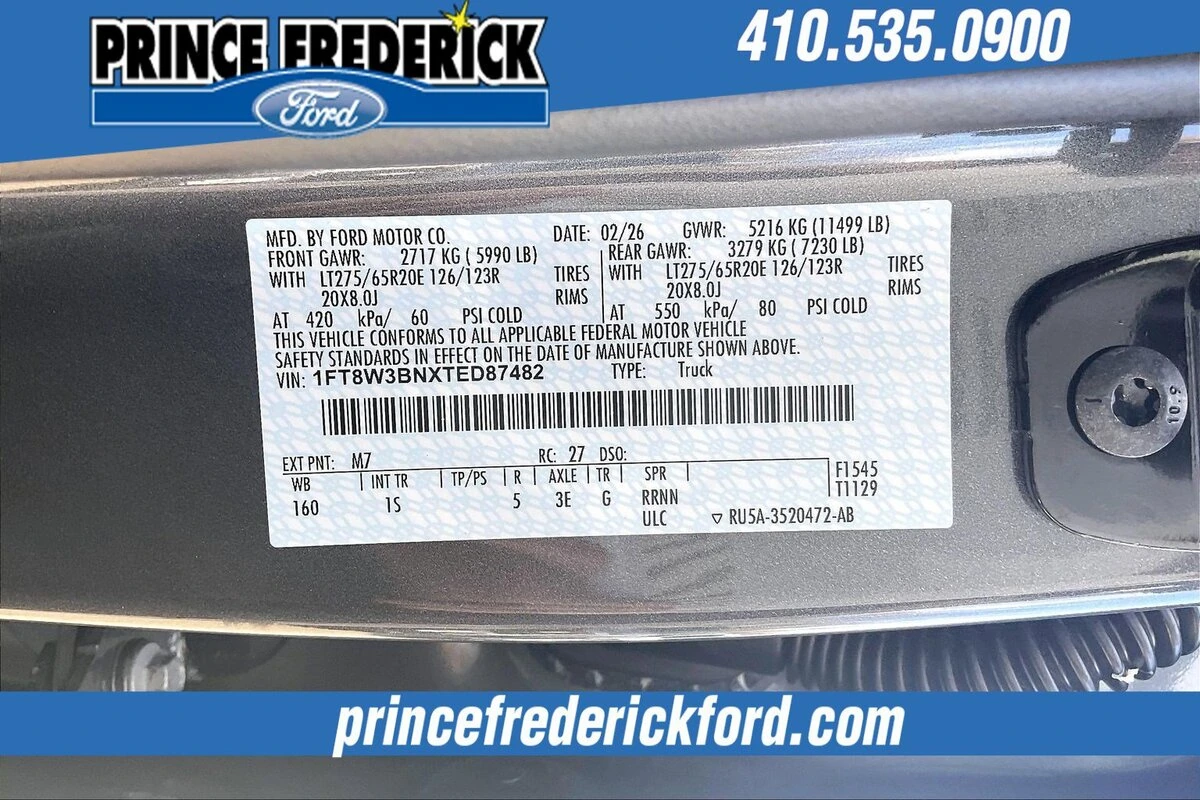 PRINCE FREDERICK
Ford
410.535.0900
MFD. BY FORD MOTOR CO. DATE: 02/26 GVWR: 5216 KG (11499 LB)
FRONT GAWR: 2717 KG ( 5990 LB) REAR GAWR: 3279 KG ( 7230 LB)
WITH LT275/65R20E 126/123R TIRES WITH LT275/65R20E 126/123R TIRES
20X8.0J RIMS 20X8.0J RIMS
AT 420 kPa/ 60 PSI COLD AT 550 kPa/ 80 PSI COLD
THIS VEHICLE CONFORMS TO ALL APPLICABLE FEDERAL MOTOR VEHICLE
SAFETY STANDARDS IN EFFECT ON THE DATE OF MANUFACTURE SHOWN ABOVE.
VIN: 1FT8W3BNXTED87482 TYPE: Truck
EXT PNT: M7 RC: 27 DSO:
WB INT TR TP/PS R AXLE TR SPR F1545
160 1S 5 3E G RRNN T1129
ULC ▽ RU5A-3520472-AB
10.9
princefrederickford.com